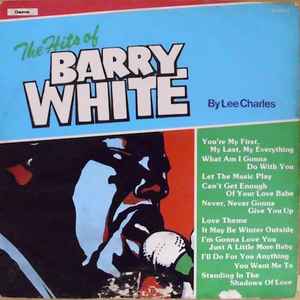 The Hits of
BARRY
WHITE
By Lee Charles
You're My First,
My Last, My Everything
What Am I Gonna
Do With You
Let The Music Play
Can't Get Enough
Of Your Love Babe
Never, Never Gonna
Give You Up
Love Theme
It May Be Winter Outside
I'm Gonna Love You
Just A Little More Baby
I'll Do For You Anything
You Want Me To
Standing In The
Shadows Of Love